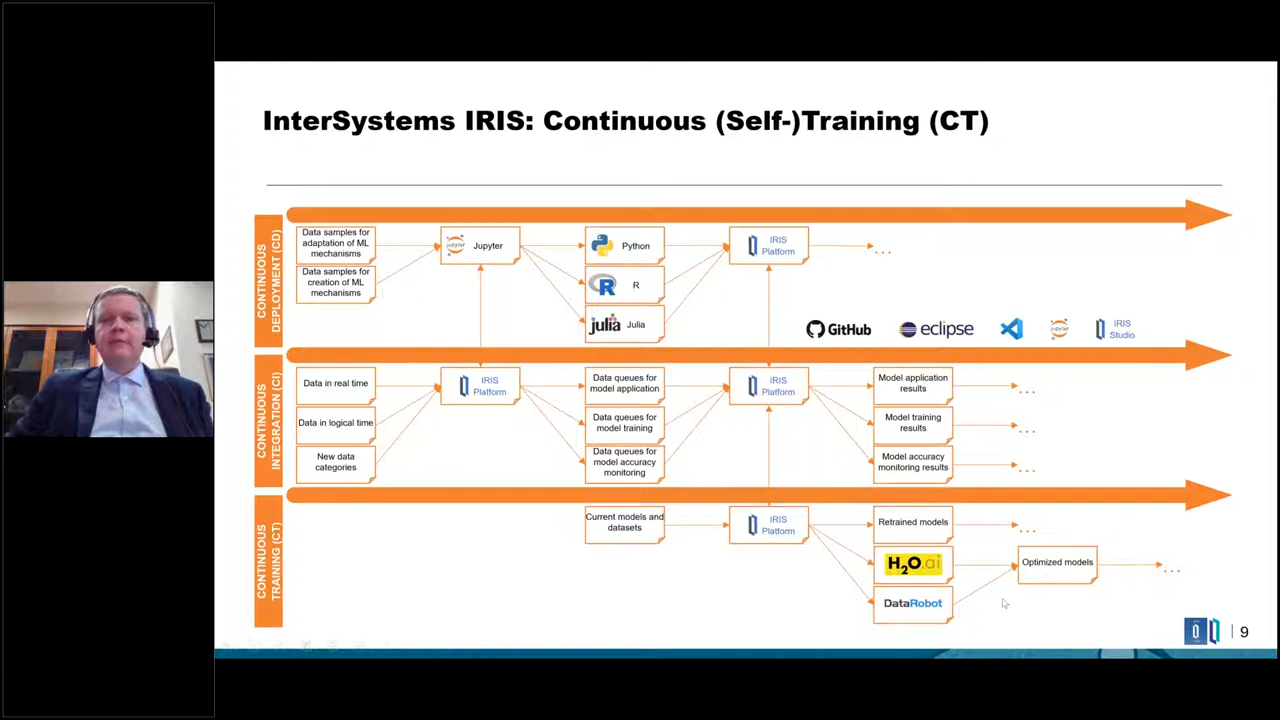 InterSystems IRIS: Continuous (Self-)Training (CT)
CONTINUOUS
DEPLOYMENT (CD)
Data samples for
adaptation of ML
mechanisms
Data samples for
creation of ML
mechanisms
jupyter
Jupyter
Python
R
R
julia
Julia
IRIS
Platform
...
GitHub
eclipse
jupyter
IRIS
Studio
CONTINUOUS
INTEGRATION (CI)
Data in real time
Data in logical time
New data
categories
IRIS
Platform
Data queues for
model application
Data queues for
model training
Data queues for
model accuracy
monitoring
IRIS
Platform
Model application
results
Model training
results
Model accuracy
monitoring results
...
...
...
CONTINUOUS
TRAINING (CT)
Current models and
datasets
IRIS
Platform
Retrained models
...
H2O.ai
DataRobot
Optimized models
...
| 9